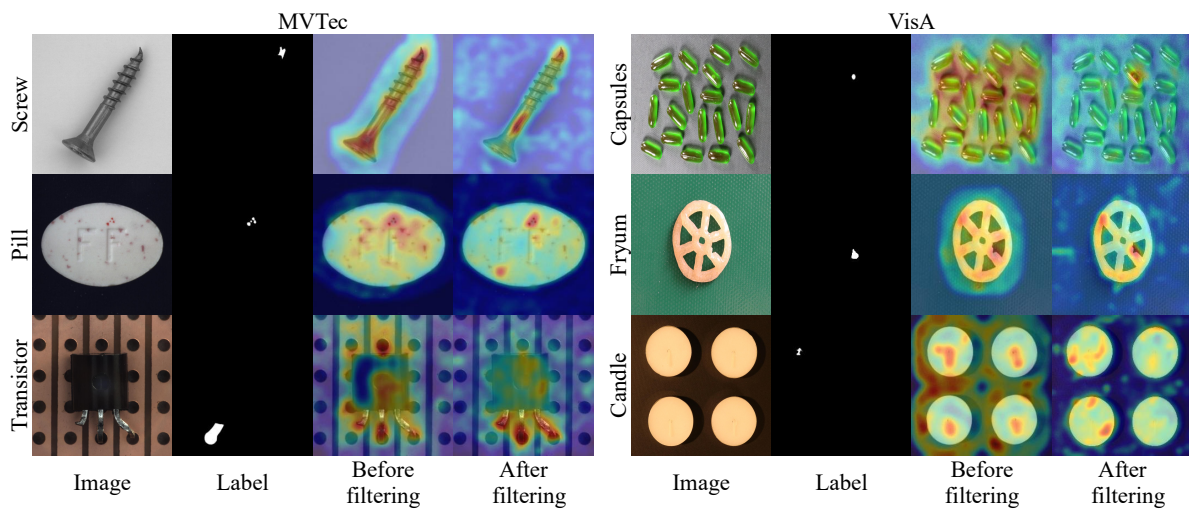 MVTec
VisA
Screw
Capsules
Pill
FF
Fryum
Transistor
Candle
Image
Label
Before
filtering
After
filtering
Image
Label
Before
filtering
After
filtering